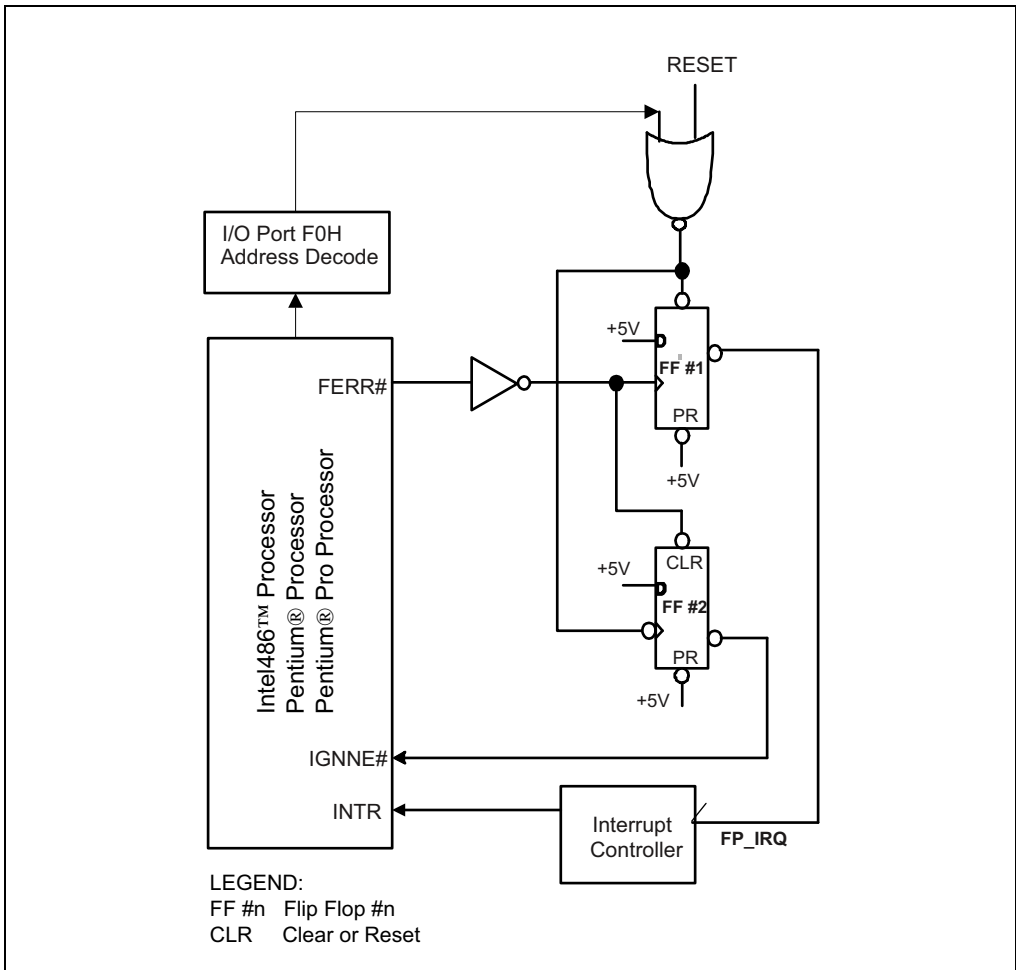 RESET
I/O Port F0H
Address Decode
+5V
FF #1
PR
+5V
FERR#
Intel486™ Processor
Pentium® Processor
Pentium® Pro Processor
CLR
+5V
FF #2
PR
+5V
IGNNE#
INTR
Interrupt
Controller
FP_IRQ
LEGEND:
FF #n Flip Flop #n
CLR Clear or Reset